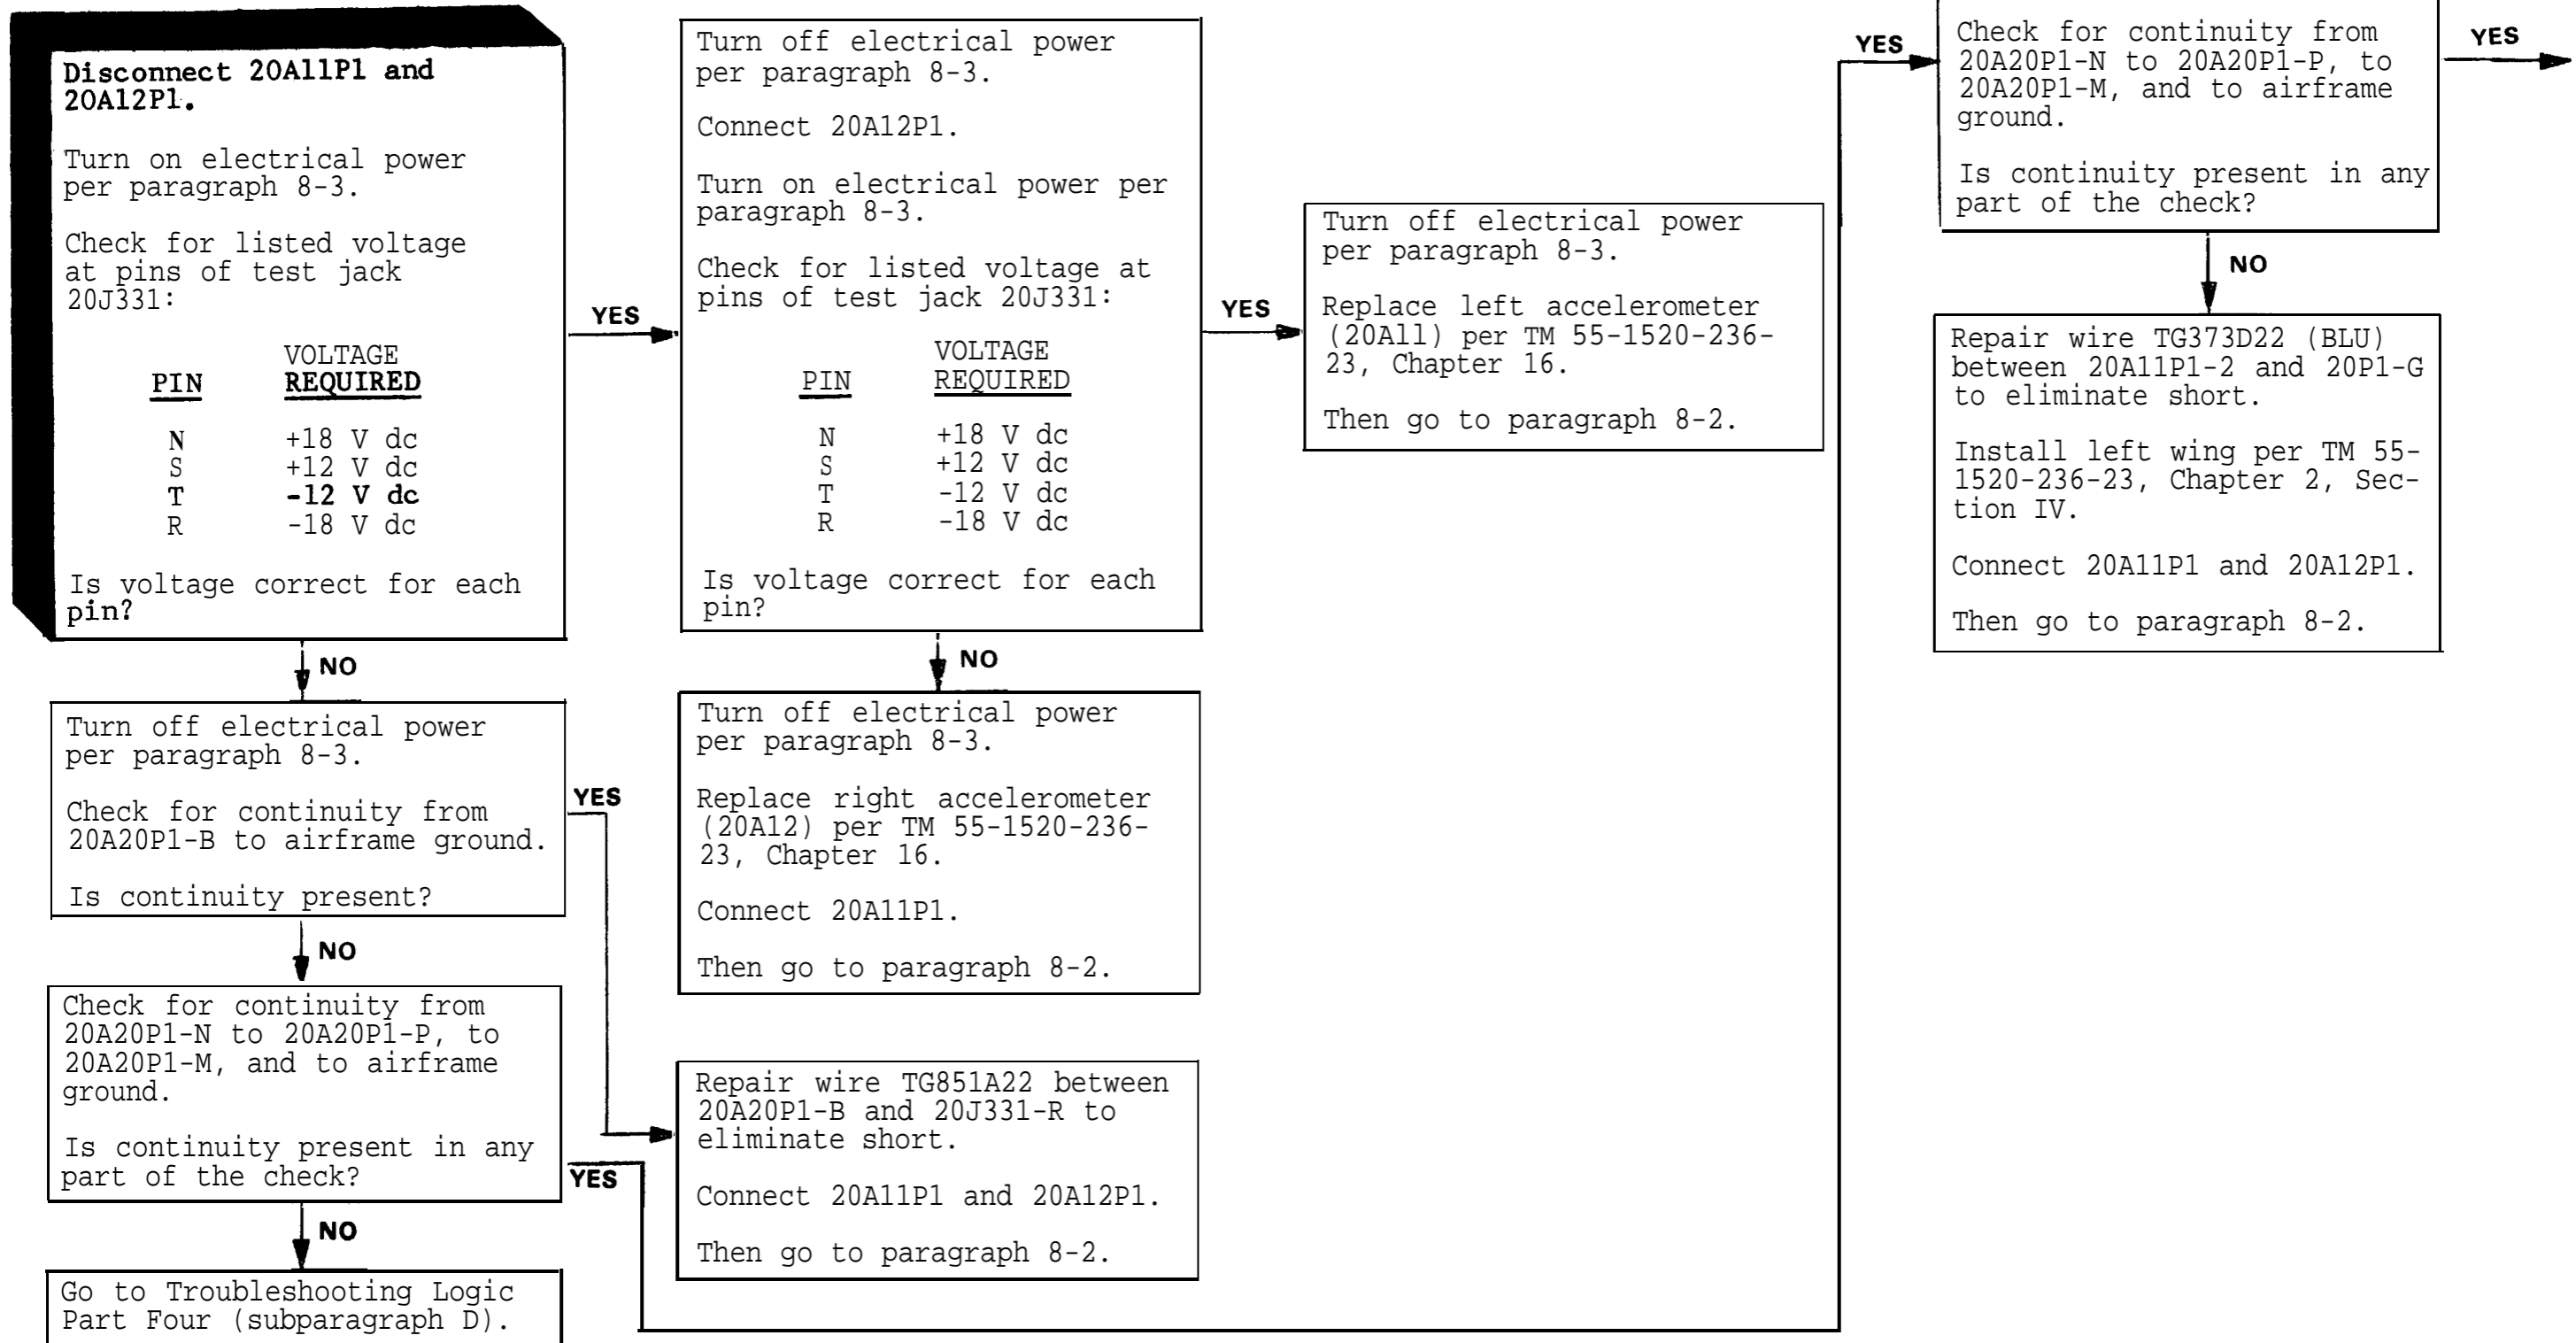 Disconnect 20A11P1 and
20A12P1.
Turn on electrical power
per paragraph 8-3.
Check for listed voltage
at pins of test jack
20J331:
VOLTAGE
PIN REQUIRED
N +18 V dc
S +12 V dc
T -12 V dc
R -18 V dc
Is voltage correct for each
pin?
YES
NO
Turn off electrical power
per paragraph 8-3.
Check for continuity from
20A20P1-B to airframe ground.
Is continuity present?
YES
NO
Check for continuity from
20A20P1-N to 20A20P1-P, to
20A20P1-M, and to airframe
ground.
Is continuity present in any
part of the check?
YES
NO
Go to Troubleshooting Logic
Part Four (subparagraph D).
Turn off electrical power
per paragraph 8-3.
Connect 20A12P1.
Turn on electrical power per
paragraph 8-3.
Check for listed voltage at
pins of test jack 20J331:
VOLTAGE
PIN REQUIRED
N +18 V dc
S +12 V dc
T -12 V dc
R -18 V dc
Is voltage correct for each
pin?
YES
NO
Turn off electrical power
per paragraph 8-3.
Replace right accelerometer
(20A12) per TM 55-1520-236-
23, Chapter 16.
Connect 20A11P1.
Then go to paragraph 8-2.
Repair wire TG851A22 between
20A20P1-B and 20J331-R to
eliminate short.
Connect 20A11P1 and 20A12P1.
Then go to paragraph 8-2.
Turn off electrical power
per paragraph 8-3.
Replace left accelerometer
(20All) per TM 55-1520-236-
23, Chapter 16.
Then go to paragraph 8-2.
YES
Check for continuity from
20A20P1-N to 20A20P1-P, to
20A20P1-M, and to airframe
ground.
Is continuity present in any
part of the check?
YES
NO
Repair wire TG373D22 (BLU)
between 20A11P1-2 and 20P1-G
to eliminate short.
Install left wing per TM 55-
1520-236-23, Chapter 2, Sec-
tion IV.
Connect 20A11P1 and 20A12P1.
Then go to paragraph 8-2.